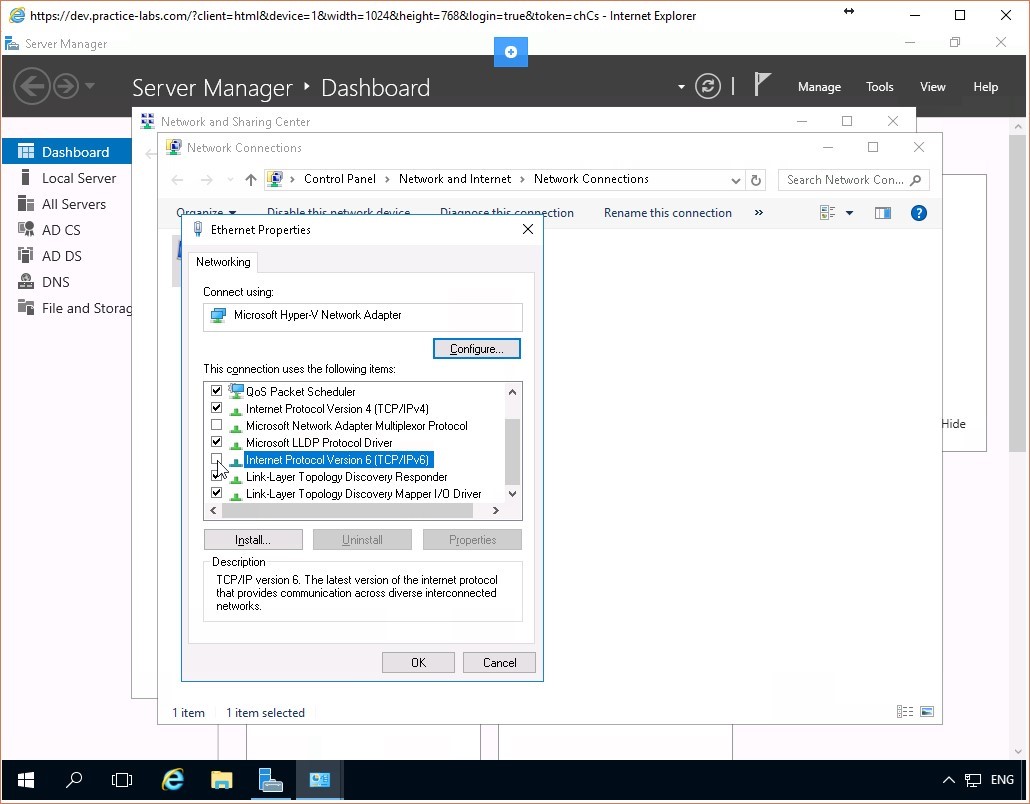 https://dev.practice-labs.com/?client=html&device=1&width=1024&height=768&login=true&token=chCs - Internet Explorer
Server Manager
Server Manager ‣ Dashboard
Manage
Tools
View
Help
Network and Sharing Center
Network Connections
Dashboard
Local Server
All Servers
AD CS
AD DS
DNS
File and Storag
Control Panel > Network and Internet > Network Connections
Search Network Con...
Organize
Disable this network device
Diagnose this connection
Rename this connection
»
Ethernet Properties
Networking
Connect using:
Microsoft Hyper-V Network Adapter
Configure...
This connection uses the following items:
QoS Packet Scheduler
Internet Protocol Version 4 (TCP/IPv4)
Microsoft Network Adapter Multiplexor Protocol
Microsoft LLDP Protocol Driver
Internet Protocol Version 6 (TCP/IPv6)
Link-Layer Topology Discovery Responder
Link-Layer Topology Discovery Mapper I/O Driver
Install...
Uninstall
Properties
Description
TCP/IP version 6. The latest version of the internet protocol
that provides communication across diverse interconnected
networks.
OK
Cancel
Hide
1 item
1 item selected
ENG